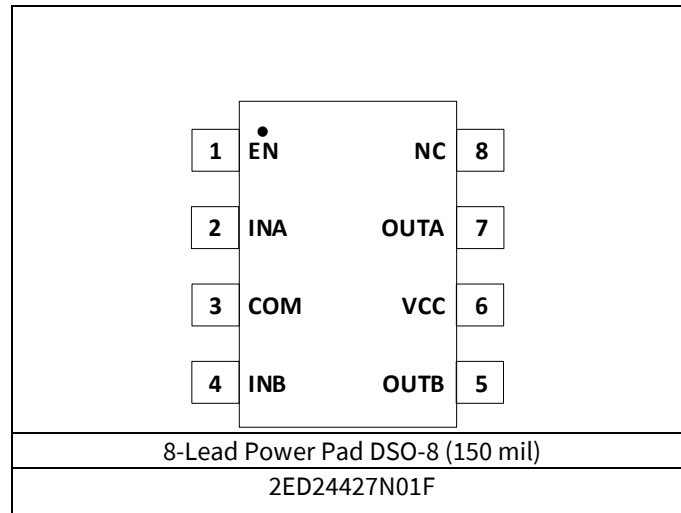 1 EN NC 8
2 INA OUTA 7
3 COM VCC 6
4 INB OUTB 5
8-Lead Power Pad DSO-8 (150 mil)
2ED24427N01F